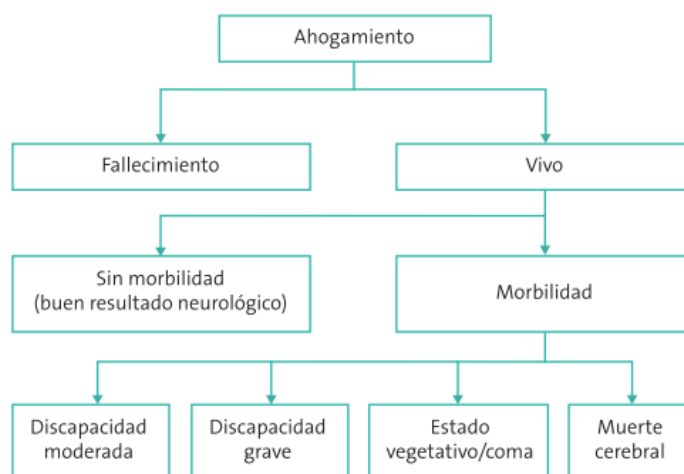 Ahogamiento
Fallecimiento
Vivo
Sin morbilidad
(buen resultado neurológico)
Morbilidad
Discapacidad
moderada
Discapacidad
grave
Estado
vegetativo/coma
Muerte
cerebral